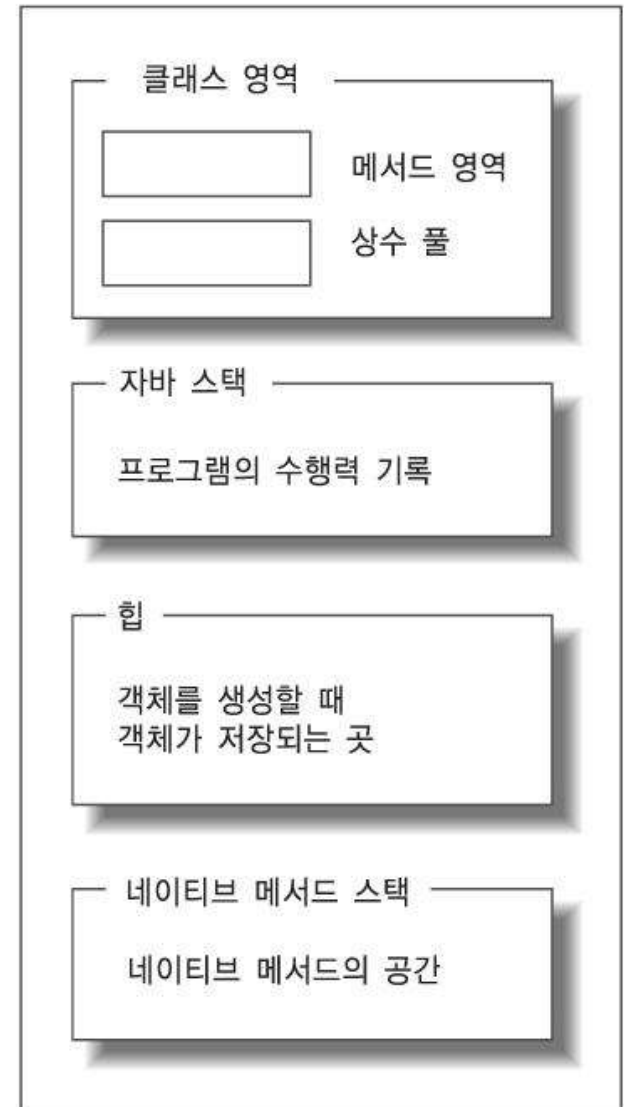 클래스 영역
메서드 영역
상수 풀
자바 스택
프로그램의 수행력 기록
힙
객체를 생성할 때
객체가 저장되는 곳
네이티브 메서드 스택
네이티브 메서드의 공간